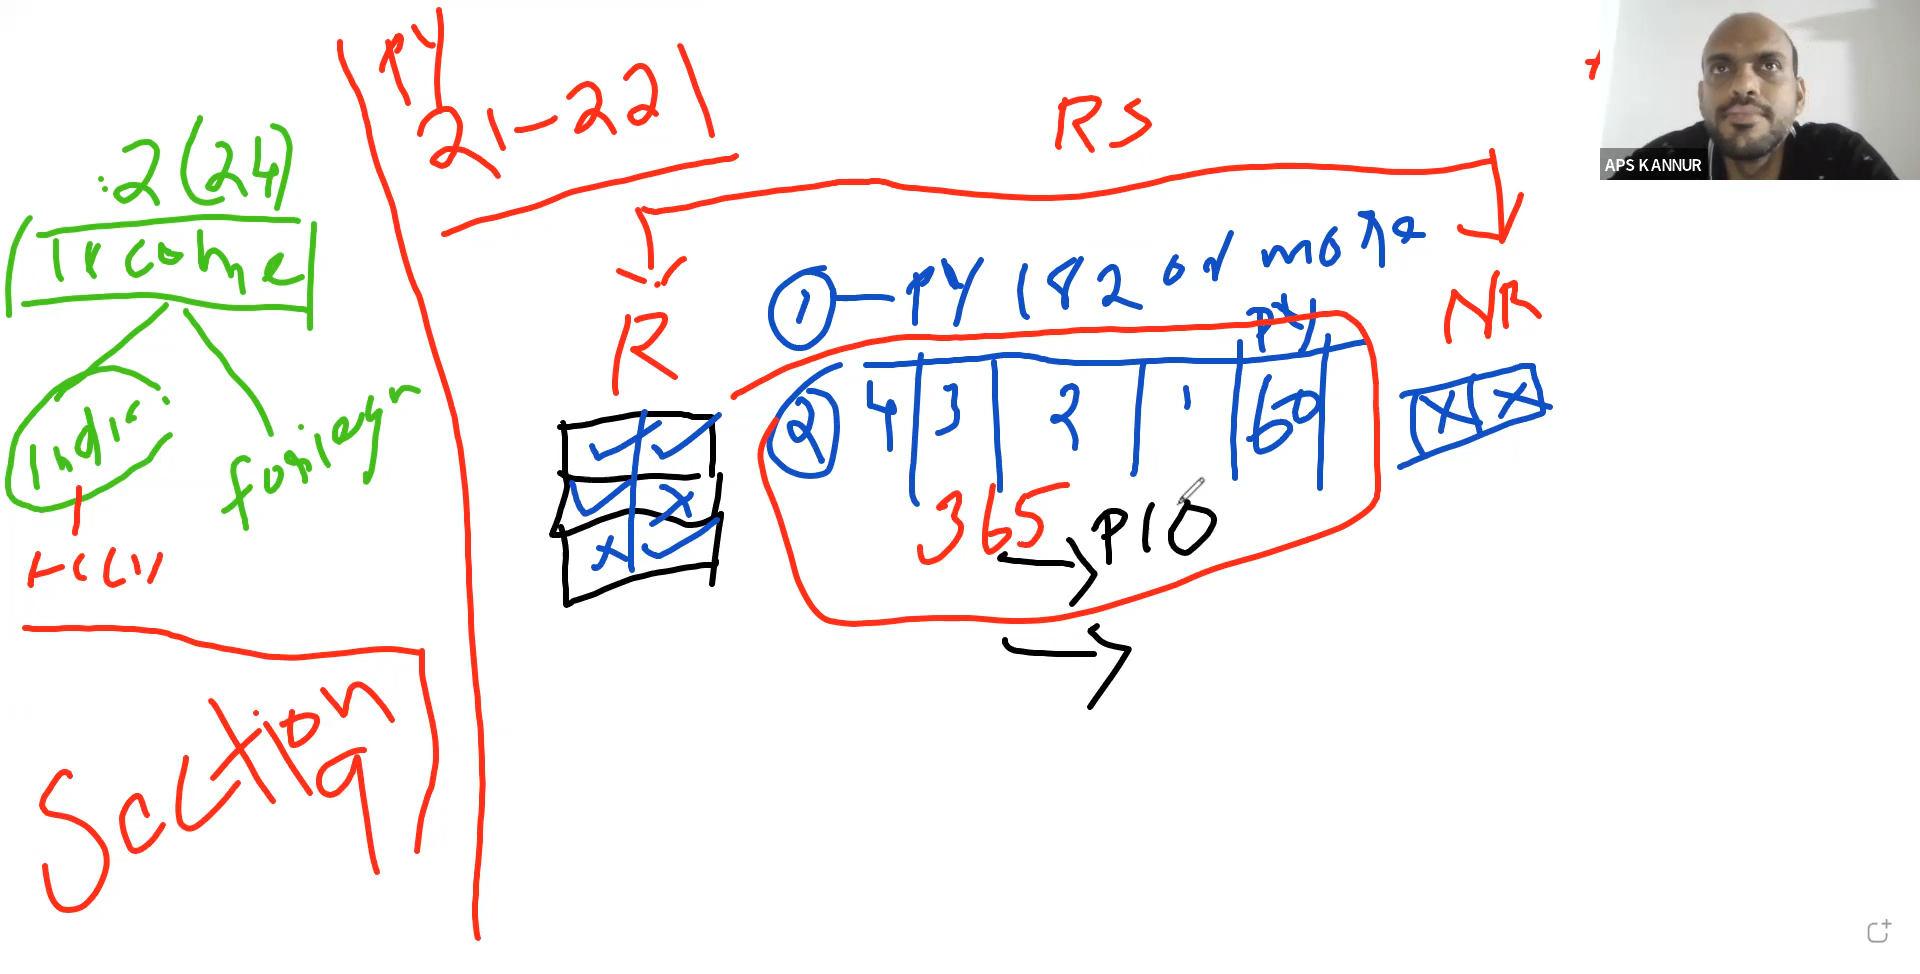 :2(24)
Income
India
foriegn
Section
9
PY
21-22
RS
R
NR
1 - PY 182 or more
PY
2 4 3 2 1 60
365 → PIO
APS KANNUR